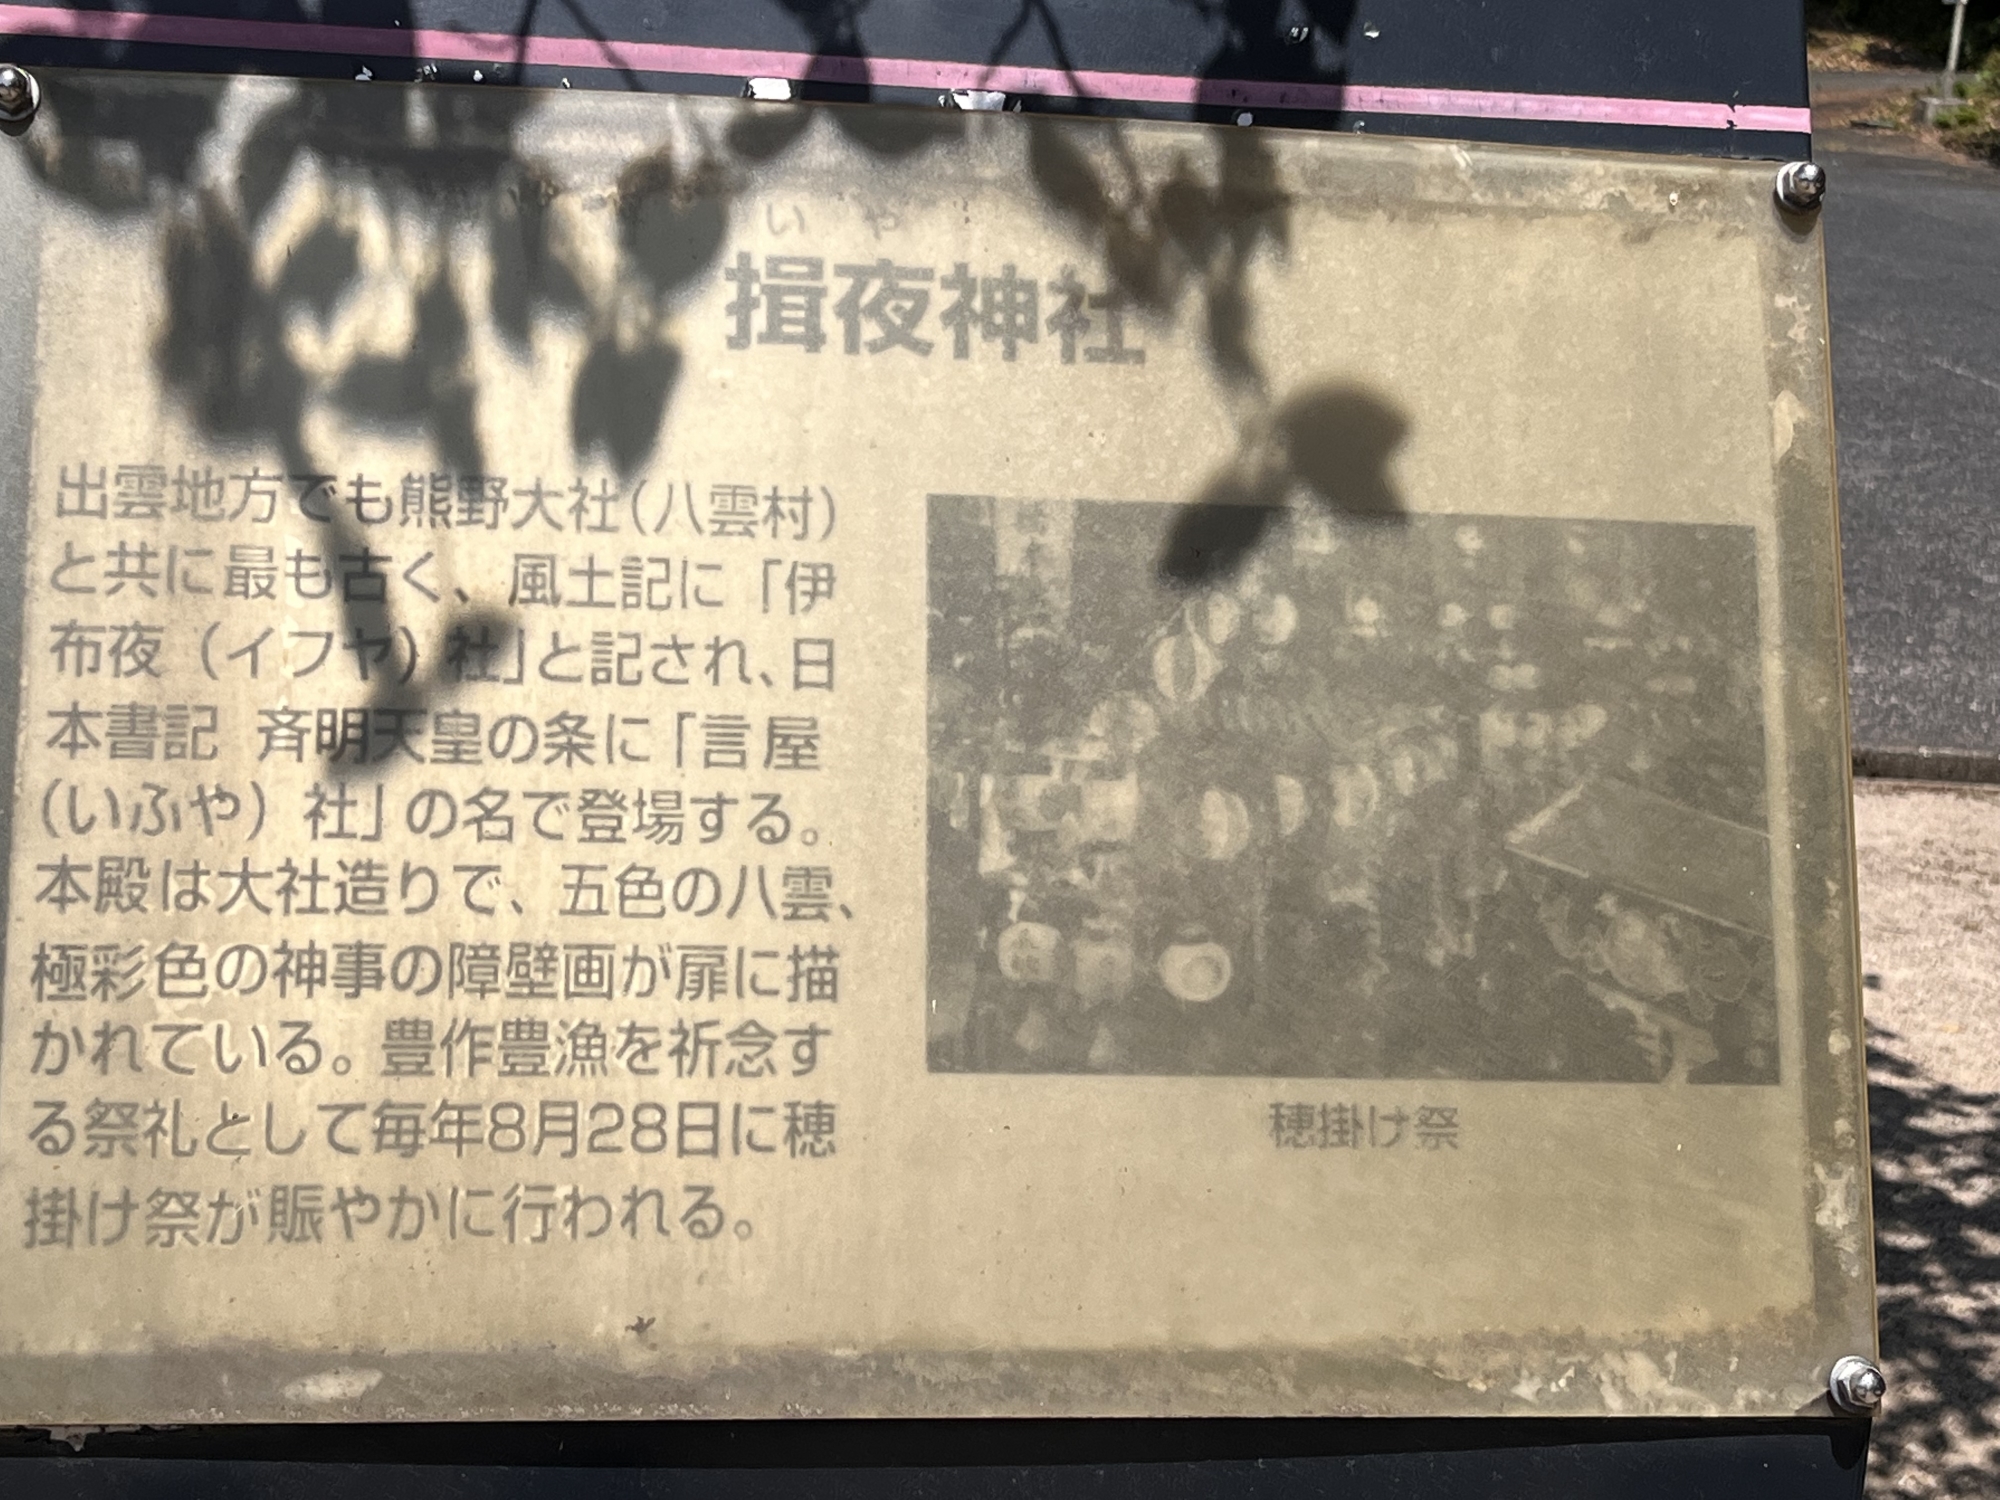 いや
揖夜神社
出雲地方でも熊野大社(八雲村)
と共に最も古く、風土記に「伊
布夜(イフヤ)社」と記され、日
本書記 斉明天皇の条に「言屋
(いふや)社」の名で登場する。
本殿は大社造りで、五色の八雲、
極彩色の神事の障壁画が扉に描
かれている。豊作豊漁を祈念す
る祭礼として毎年8月28日に穂
掛け祭が賑やかに行われる。
穂掛け祭